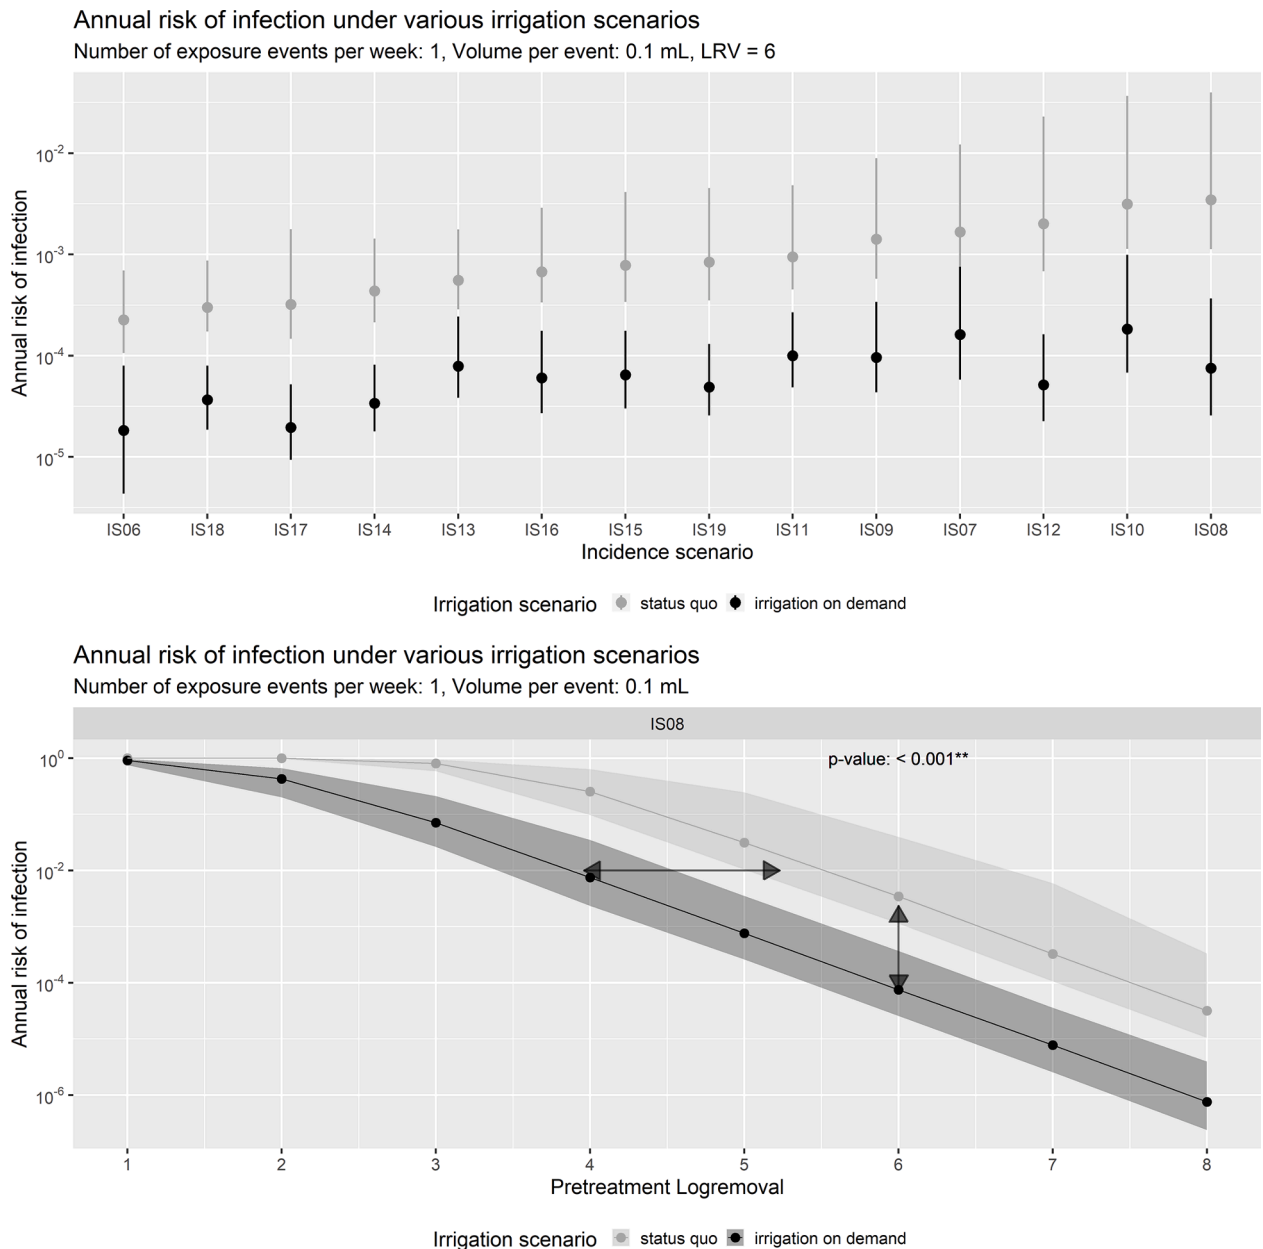 Annual risk of infection under various irrigation scenarios
Number of exposure events per week: 1, Volume per event: 0.1 mL, LRV = 6
Annual risk of infection
10⁻²
10⁻³
10⁻⁴
10⁻⁵
IS06 IS18 IS17 IS14 IS13 IS16 IS15 IS19 IS11 IS09 IS07 IS12 IS10 IS08
Incidence scenario
Irrigation scenario status quo irrigation on demand
Annual risk of infection under various irrigation scenarios
Number of exposure events per week: 1, Volume per event: 0.1 mL
IS08
p-value: < 0.001**
Annual risk of infection
10⁰
10⁻²
10⁻⁴
10⁻⁶
1 2 3 4 5 6 7 8
Pretreatment Logremoval
Irrigation scenario status quo irrigation on demand